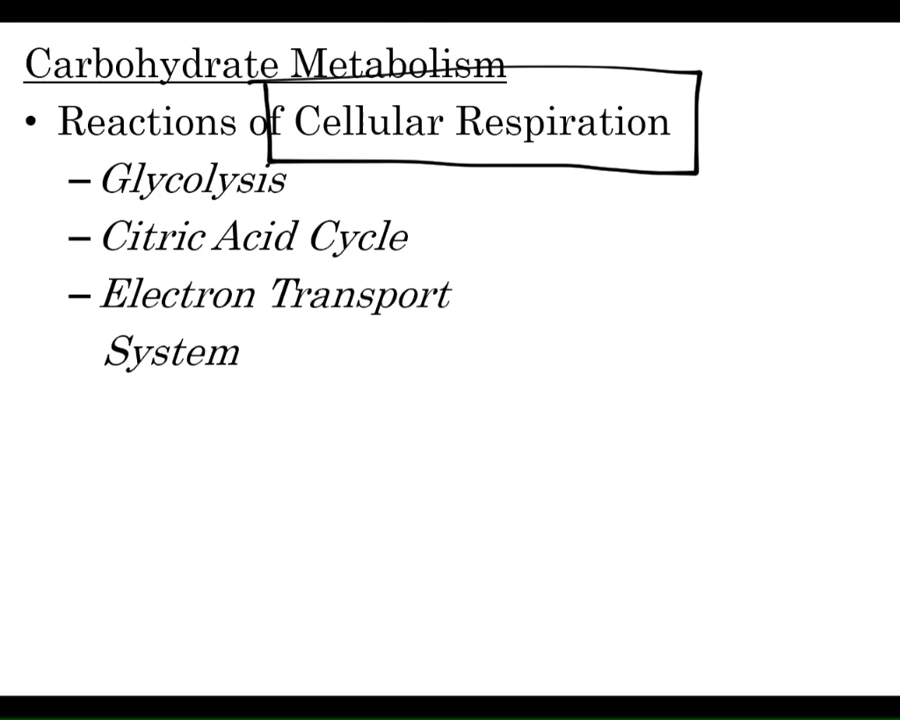 Carbohydrate Metabolism
• Reactions of Cellular Respiration
– Glycolysis
– Citric Acid Cycle
– Electron Transport
System